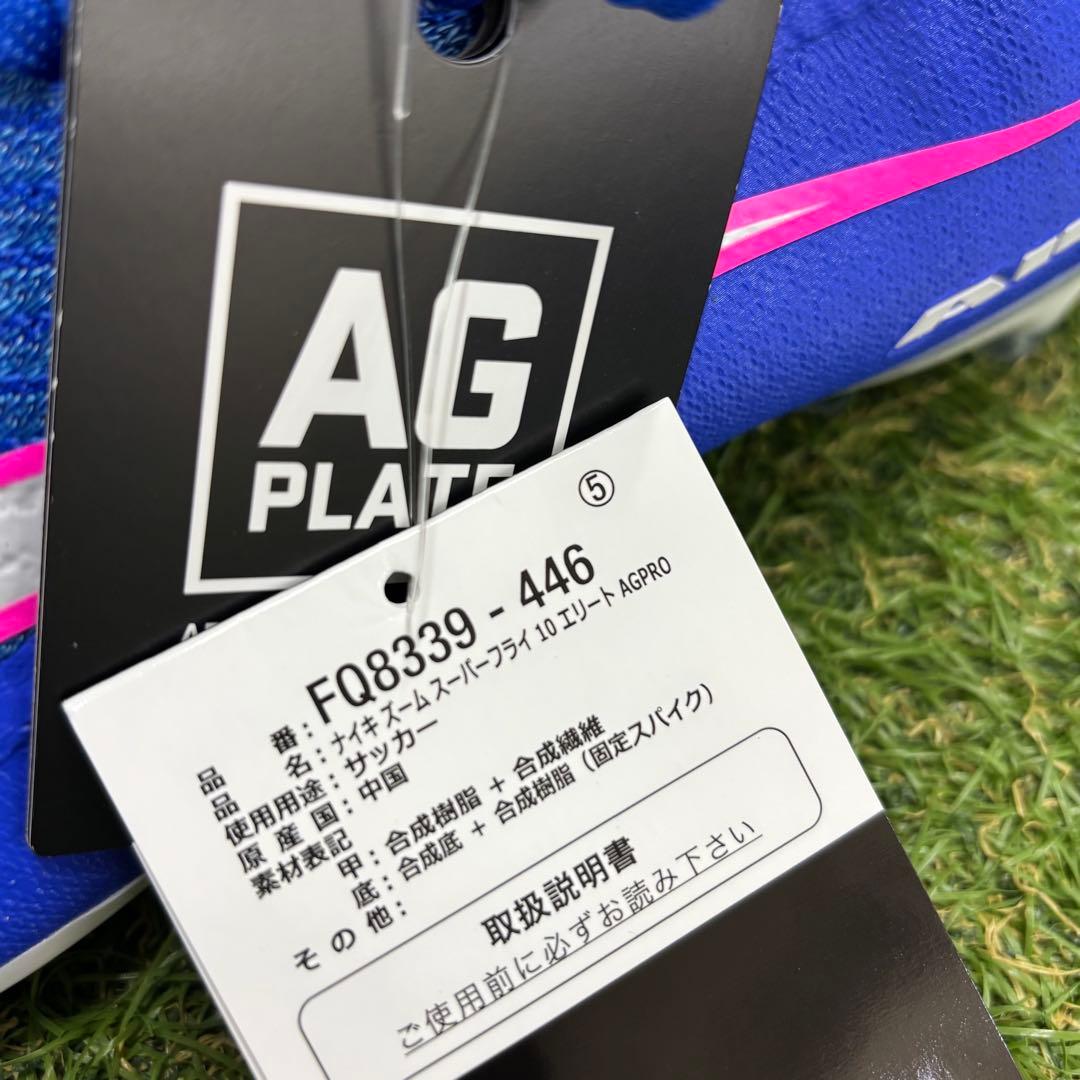 AG
PLATE
⑤
品 番：FQ8339 - 446
品 名：ナイキ ズーム スーパーフライ 10 エリート AGPRO
使用用途：サッカー
原 産 国：中国
素材表記
甲：合成樹脂 + 合成繊維
底：合成底 + 合成樹脂（固定スパイク）
そ の 他：
取扱説明書
ご使用前に必ずお読み下さい